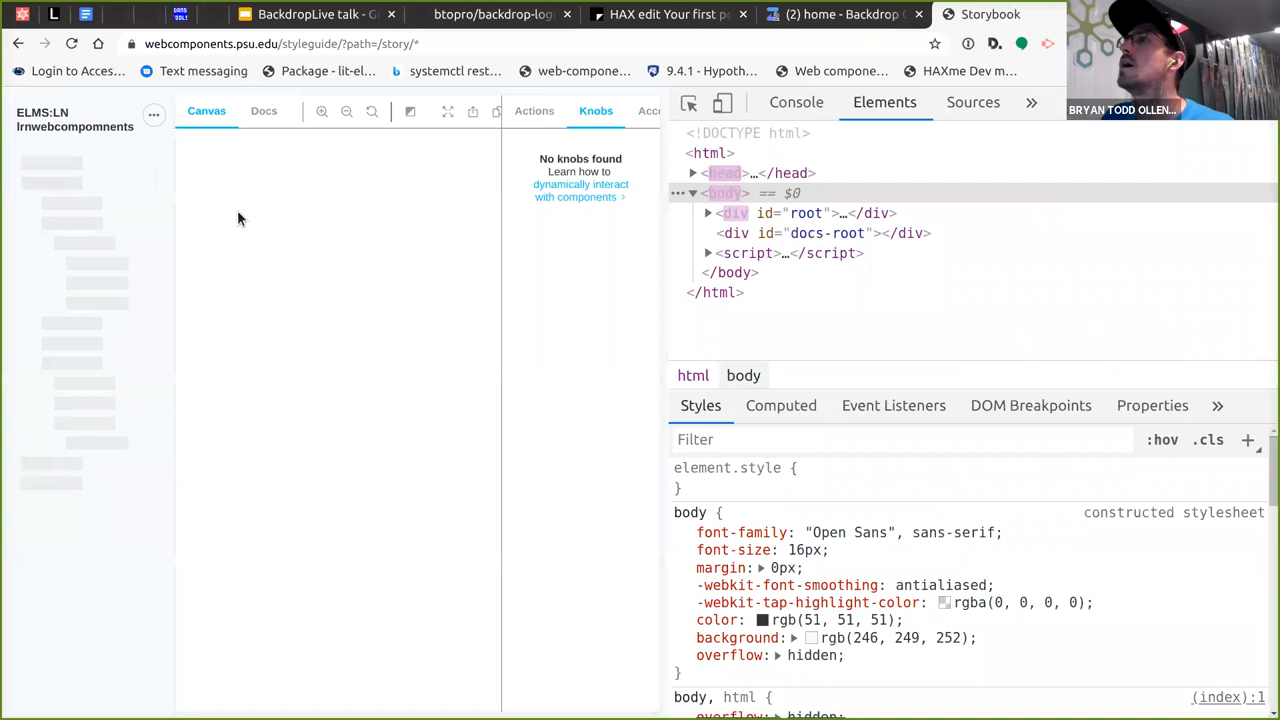 BackdropLive talk - G
btopro/backdrop-log
HAX edit Your first p
(2) home - Backdrop C
Storybook
webcomponents.psu.edu/styleguide/?path=/story/*
Login to Acces...
Text messaging
Package - lit-el...
systemctl rest...
web-compone...
9.4.1 - Hypoth...
Web compone...
HAXme Dev m...
BRYAN TODD OLLEN...
ELMS:LN
lrnwebcompomnents
Canvas
Docs
Actions
Knobs
Acc
No knobs found
Learn how to
dynamically interact
with components
Console
Elements
Sources
<!DOCTYPE html>
<html>
<head>…</head>
<body> == $0
<div id="root">…</div>
<div id="docs-root"></div>
<script>…</script>
</body>
</html>
html
body
Styles
Computed
Event Listeners
DOM Breakpoints
Properties
Filter
:hov
.cls
element.style {
}
body {
constructed stylesheet
font-family: "Open Sans", sans-serif;
font-size: 16px;
margin: 0px;
-webkit-font-smoothing: antialiased;
-webkit-tap-highlight-color: rgba(0, 0, 0, 0);
color: rgb(51, 51, 51);
background: rgb(246, 249, 252);
overflow: hidden;
}
body, html {
(index):1
overflow: hidden;